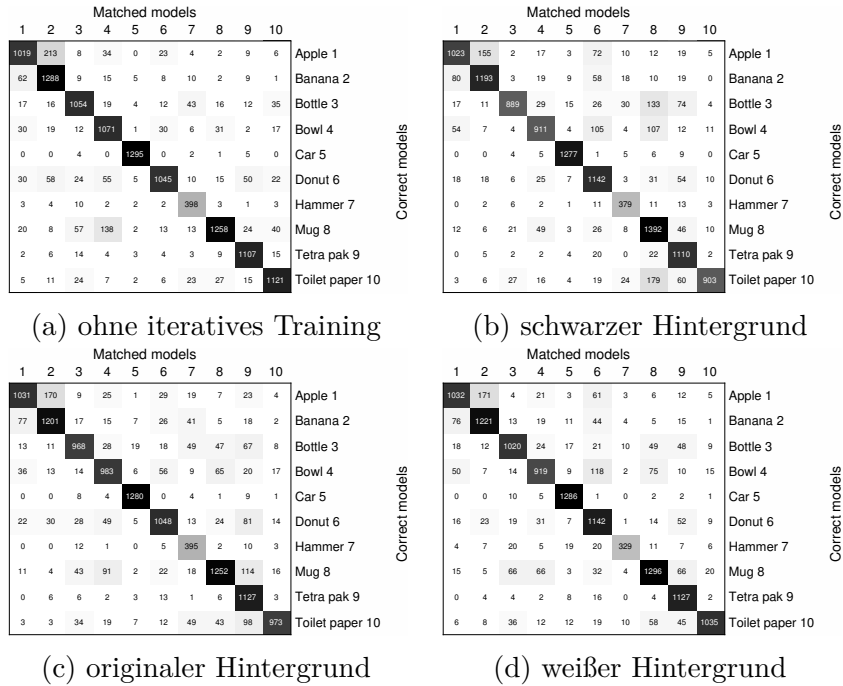 Matched models
1 2 3 4 5 6 7 8 9 10
1019 213 8 34 0 23 4 2 9 6 Apple 1
62 1288 9 15 5 8 10 2 9 1 Banana 2
17 16 1054 19 4 12 43 16 12 35 Bottle 3
30 19 12 1071 1 30 6 31 2 17 Bowl 4
0 0 4 0 1295 0 2 1 5 0 Car 5
30 58 24 55 5 1045 10 15 50 22 Donut 6
3 4 10 2 2 2 398 3 1 3 Hammer 7
20 8 57 138 2 13 13 1258 24 40 Mug 8
2 6 14 4 3 4 3 9 1107 15 Tetra pak 9
5 11 24 7 2 6 23 27 15 1121 Toilet paper 10
Correct models
(a) ohne iteratives Training
Matched models
1 2 3 4 5 6 7 8 9 10
1023 155 2 17 3 72 10 12 19 5 Apple 1
80 1193 3 19 9 58 18 10 19 0 Banana 2
17 11 889 29 15 26 30 133 74 4 Bottle 3
54 7 4 911 4 105 4 107 12 11 Bowl 4
0 0 4 5 1277 1 5 6 9 0 Car 5
18 18 6 25 7 1142 3 31 54 10 Donut 6
0 2 6 2 1 11 379 11 13 3 Hammer 7
12 6 21 49 3 26 8 1392 46 10 Mug 8
0 5 2 2 4 20 0 22 1110 2 Tetra pak 9
3 6 27 16 4 19 24 179 60 903 Toilet paper 10
Correct models
(b) schwarzer Hintergrund
Matched models
1 2 3 4 5 6 7 8 9 10
1031 170 9 25 1 29 19 7 23 4 Apple 1
77 1201 17 15 7 26 41 5 18 2 Banana 2
13 11 968 28 19 18 49 47 67 8 Bottle 3
36 13 14 983 6 56 9 65 20 17 Bowl 4
0 0 8 4 1280 0 4 1 9 1 Car 5
22 30 28 49 5 1048 13 24 81 14 Donut 6
0 0 12 1 0 5 395 2 10 3 Hammer 7
11 4 43 91 2 22 18 1252 114 16 Mug 8
0 6 6 2 3 13 1 6 1127 3 Tetra pak 9
3 3 34 19 7 12 49 43 98 973 Toilet paper 10
Correct models
(c) originaler Hintergrund
Matched models
1 2 3 4 5 6 7 8 9 10
1032 171 4 21 3 61 3 6 12 15 Apple 1
76 1221 13 19 11 44 4 5 15 1 Banana 2
18 12 1020 24 17 21 10 49 48 9 Bottle 3
50 7 14 919 9 118 2 75 10 15 Bowl 4
0 0 10 5 1286 1 0 2 2 1 Car 5
16 23 19 31 7 1142 1 14 52 9 Donut 6
4 7 20 5 19 20 329 11 7 6 Hammer 7
15 5 66 66 3 32 4 1296 66 20 Mug 8
0 4 4 2 8 16 0 4 1127 2 Tetra pak 9
6 8 36 12 12 19 10 58 45 1035 Toilet paper 10
Correct models
(d) weißer Hintergrund